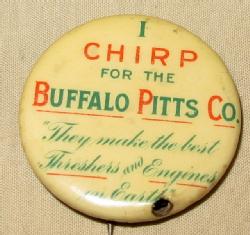 I
CHIRP
FOR THE
BUFFALO PITTS CO.
"They make the best
Threshers and Engines
on Earth"